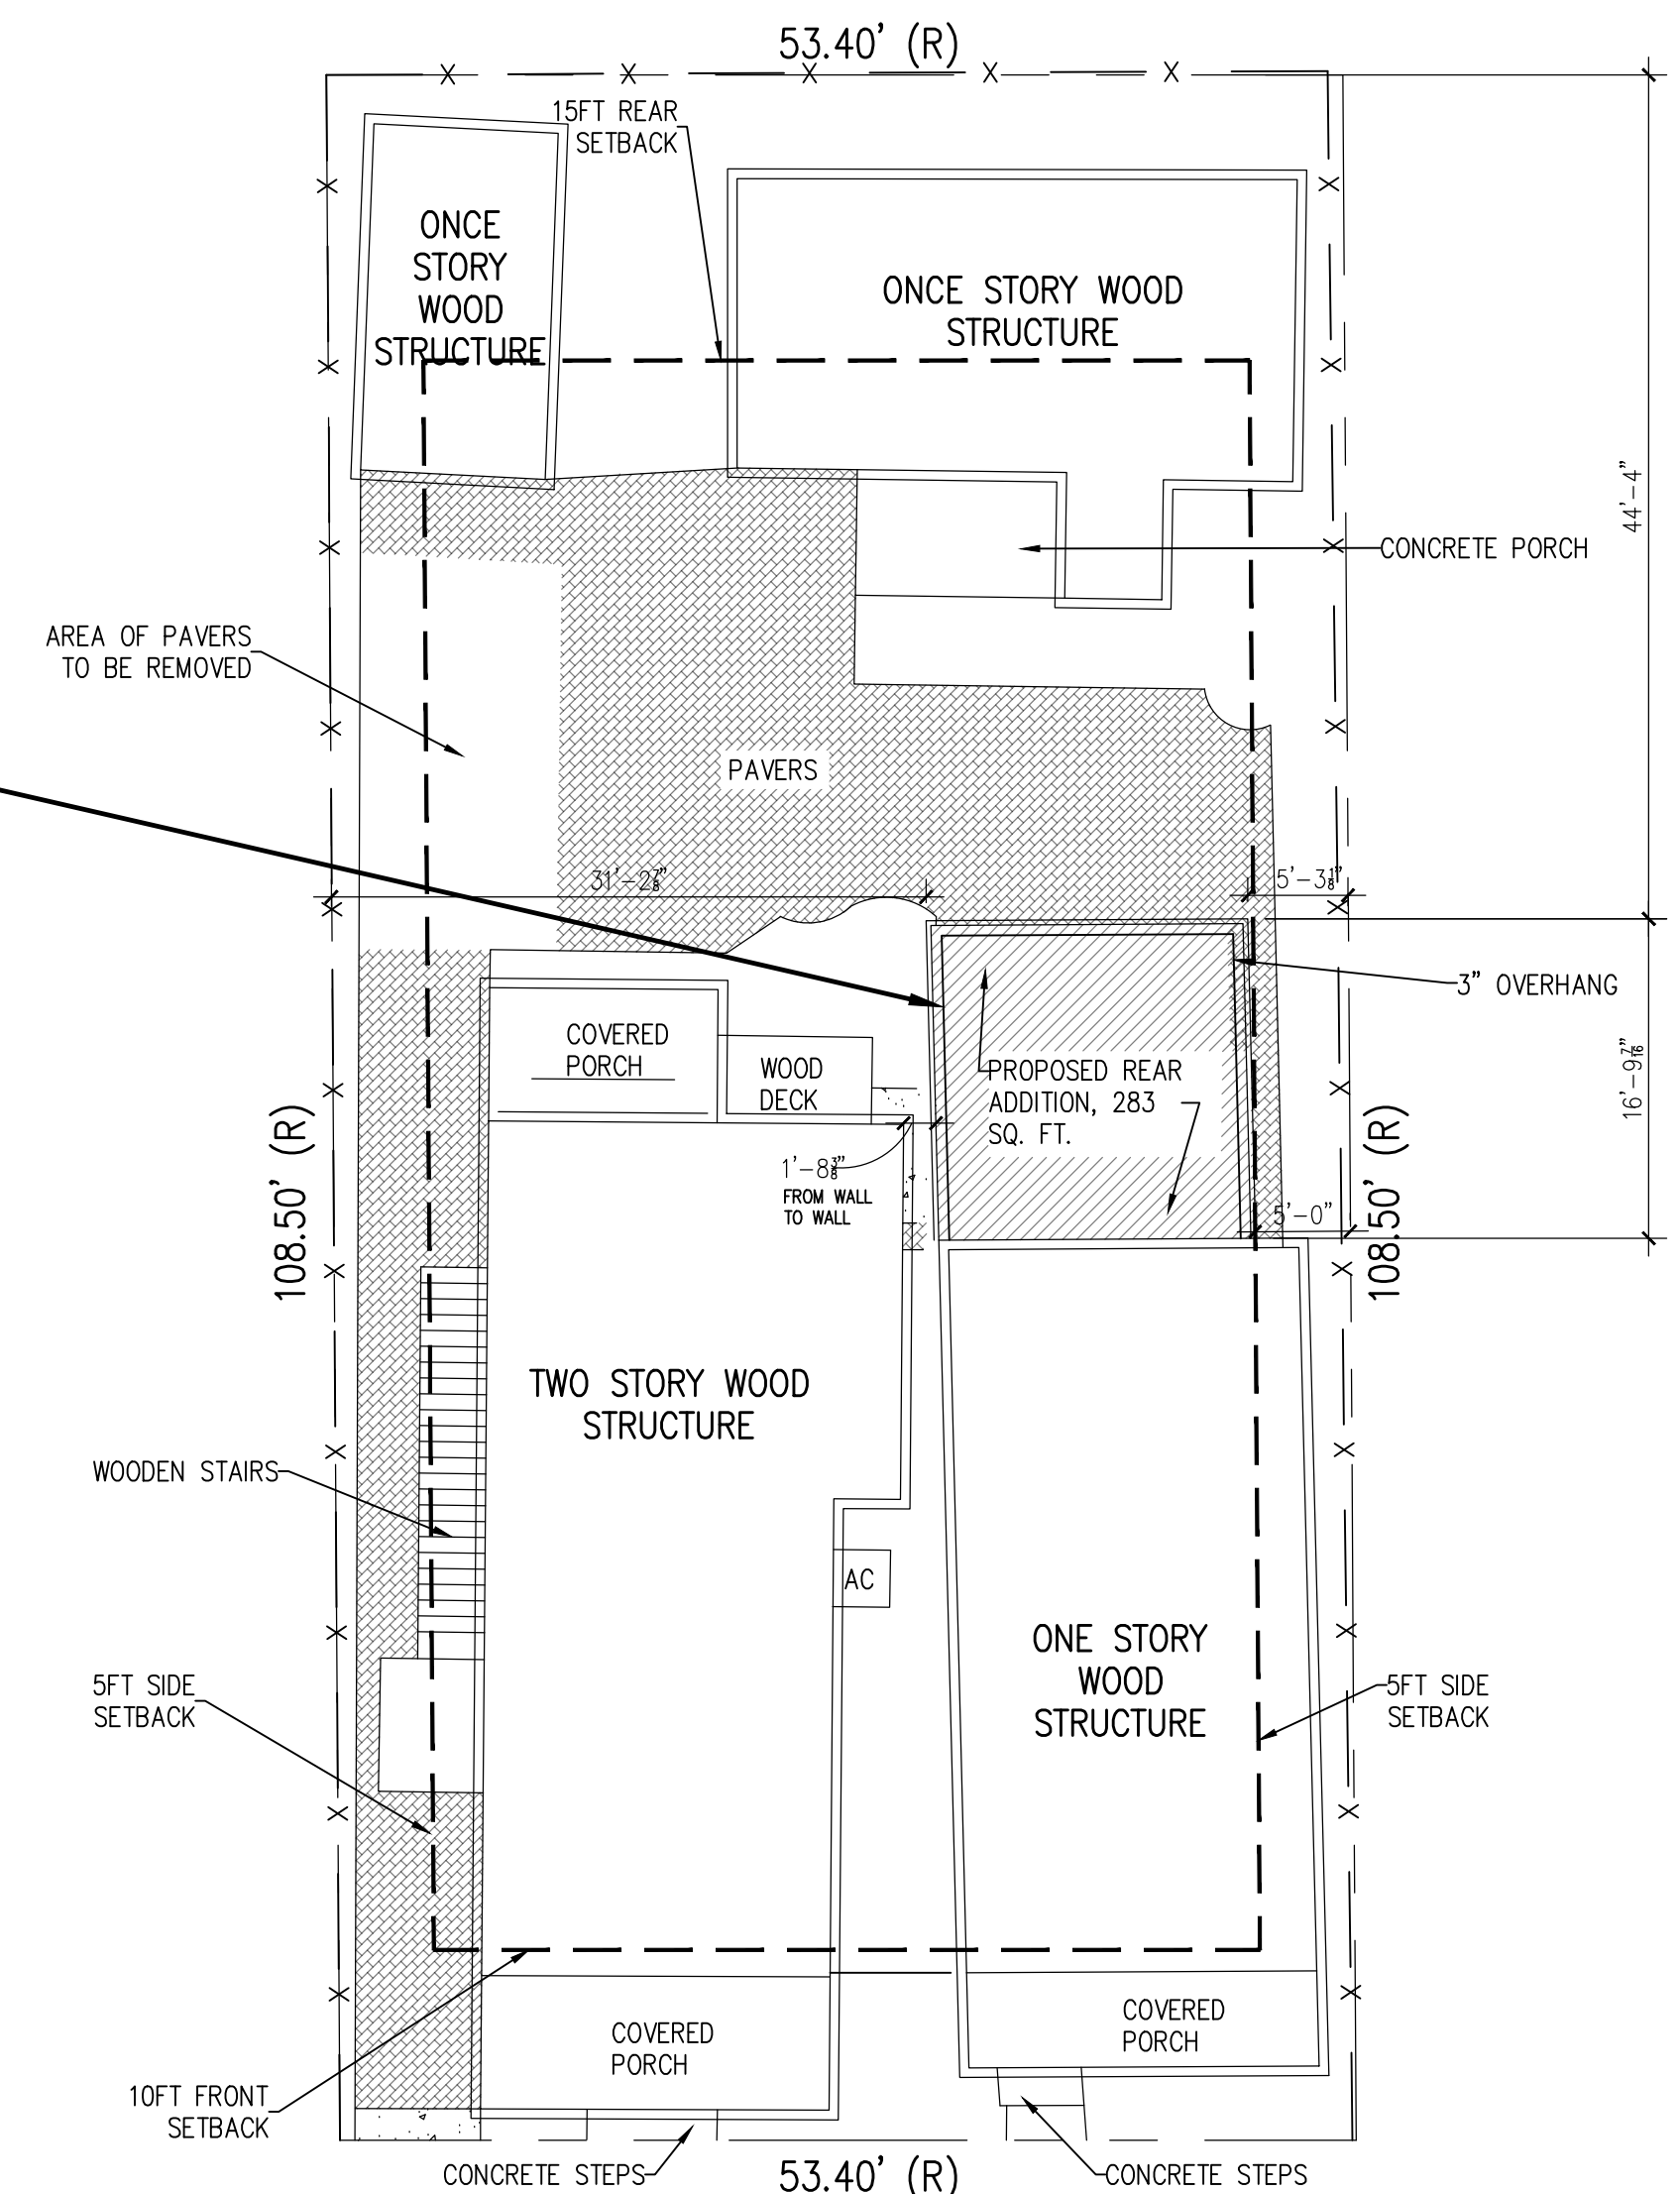 53.40' (R)
15FT REAR
SETBACK
ONCE
STORY
WOOD
STRUCTURE
ONCE STORY WOOD
STRUCTURE
44'-4"
CONCRETE PORCH
AREA OF PAVERS
TO BE REMOVED
PAVERS
31'-2⅞"
5'-3⅛"
3" OVERHANG
COVERED
PORCH
WOOD
DECK
PROPOSED REAR
ADDITION, 283
SQ. FT.
16'-9 7/16"
108.50' (R)
1'-8⅜"
FROM WALL
TO WALL
5'-0"
108.50' (R)
TWO STORY WOOD
STRUCTURE
WOODEN STAIRS
AC
ONE STORY
WOOD
STRUCTURE
5FT SIDE
SETBACK
5FT SIDE
SETBACK
COVERED
PORCH
COVERED
PORCH
10FT FRONT
SETBACK
CONCRETE STEPS
53.40' (R)
CONCRETE STEPS